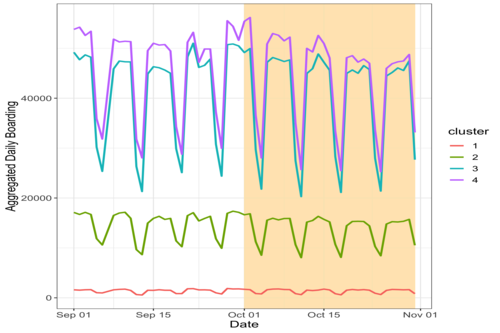 Aggregated Daily Boarding
40000
20000
0
Sep 01
Sep 15
Oct 01
Oct 15
Nov 01
Date
cluster
1
2
3
4